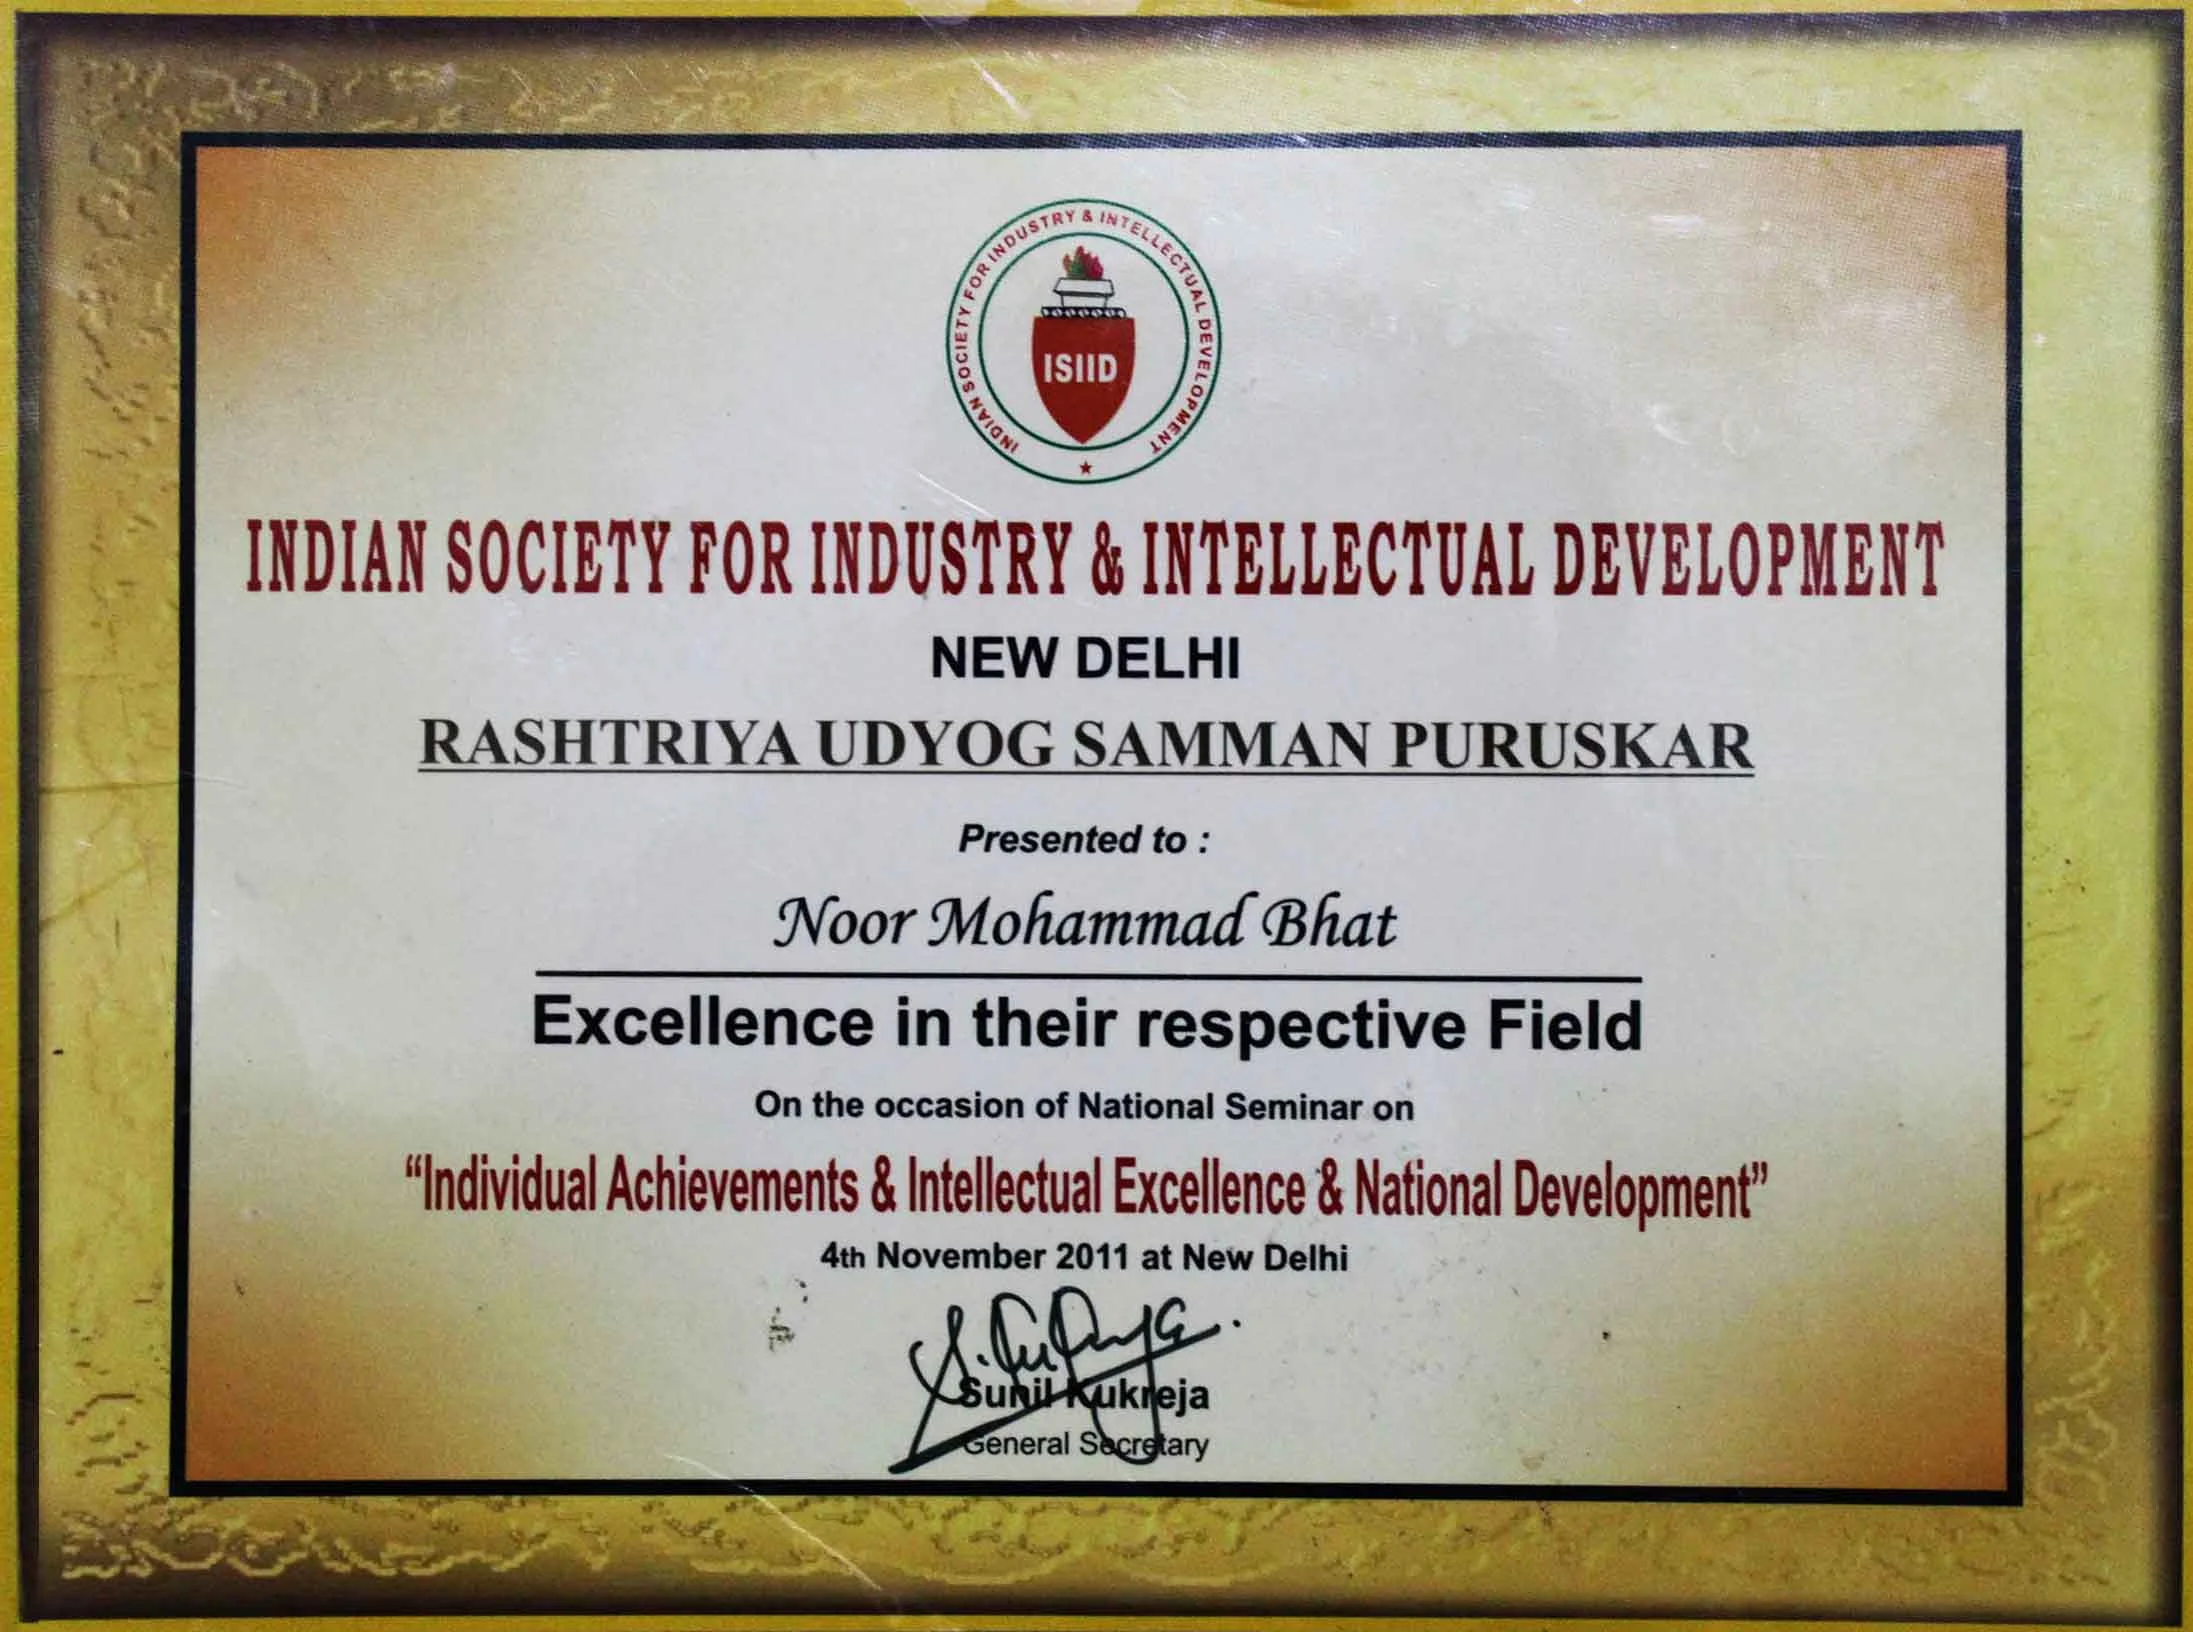 INDIAN SOCIETY FOR INDUSTRY & INTELLECTUAL DEVELOPMENT
ISIID
INDIAN SOCIETY FOR INDUSTRY & INTELLECTUAL DEVELOPMENT
NEW DELHI
RASHTRIYA UDYOG SAMMAN PURUSKAR
Presented to :
Noor Mohammad Bhat
Excellence in their respective Field
On the occasion of National Seminar on
“Individual Achievements & Intellectual Excellence & National Development”
4th November 2011 at New Delhi
Sunil Kukreja
General Secretary